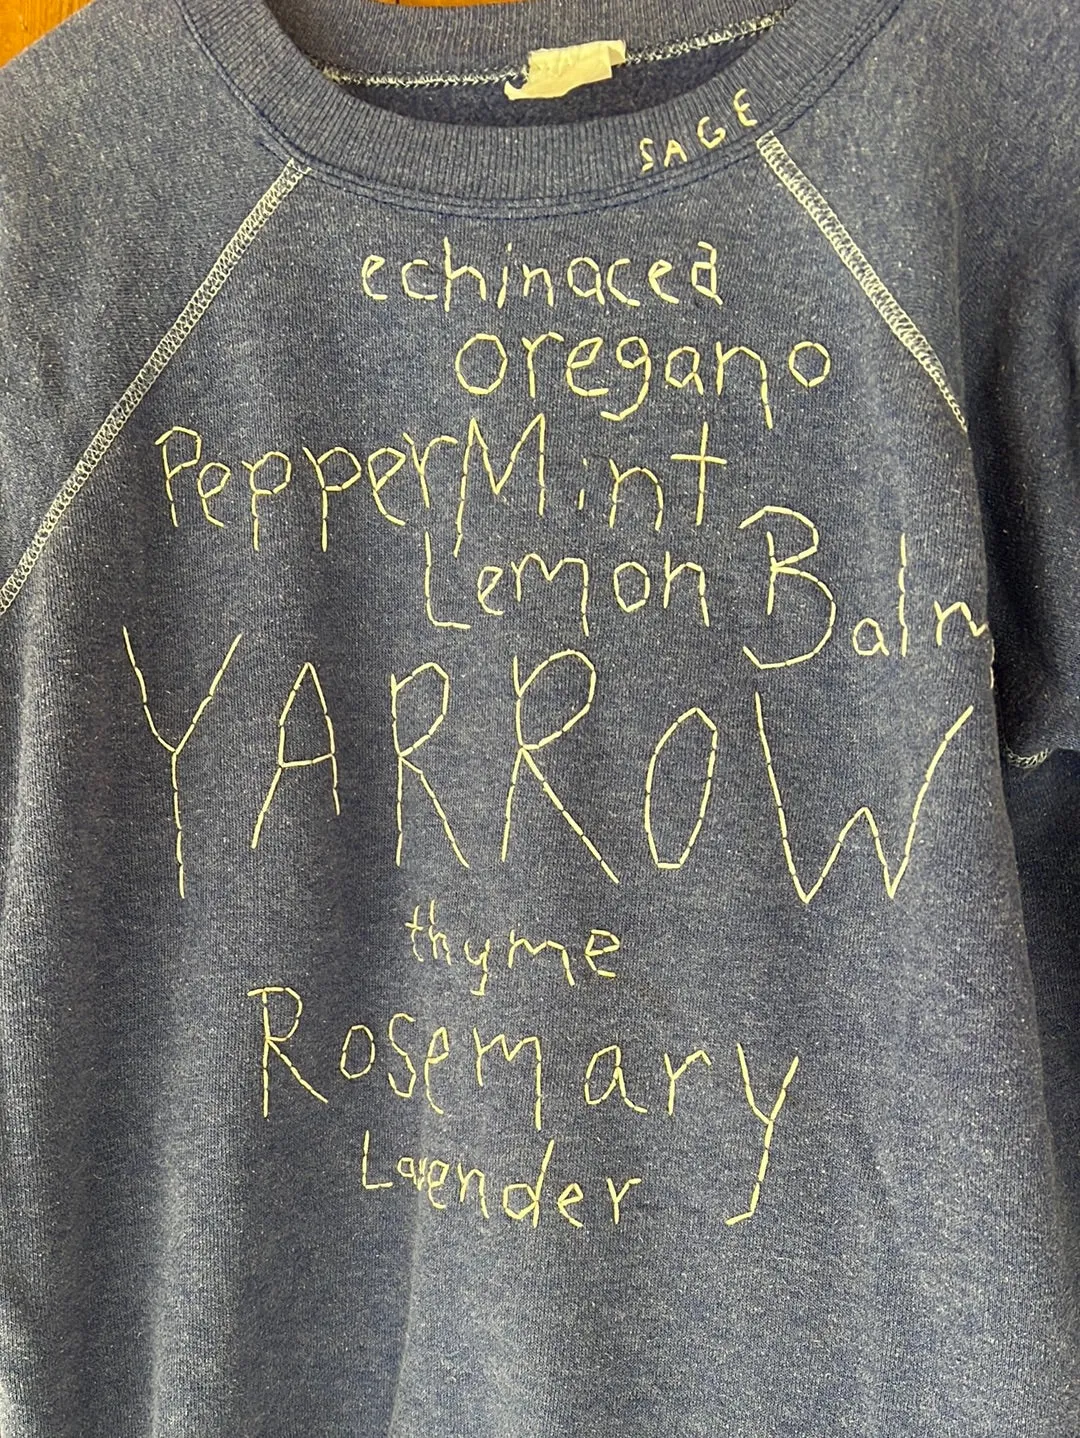 SAGE
echinacea
oregano
PepperMint
Lemon Balm
YARROW
thyme
Rosemary
Lavender